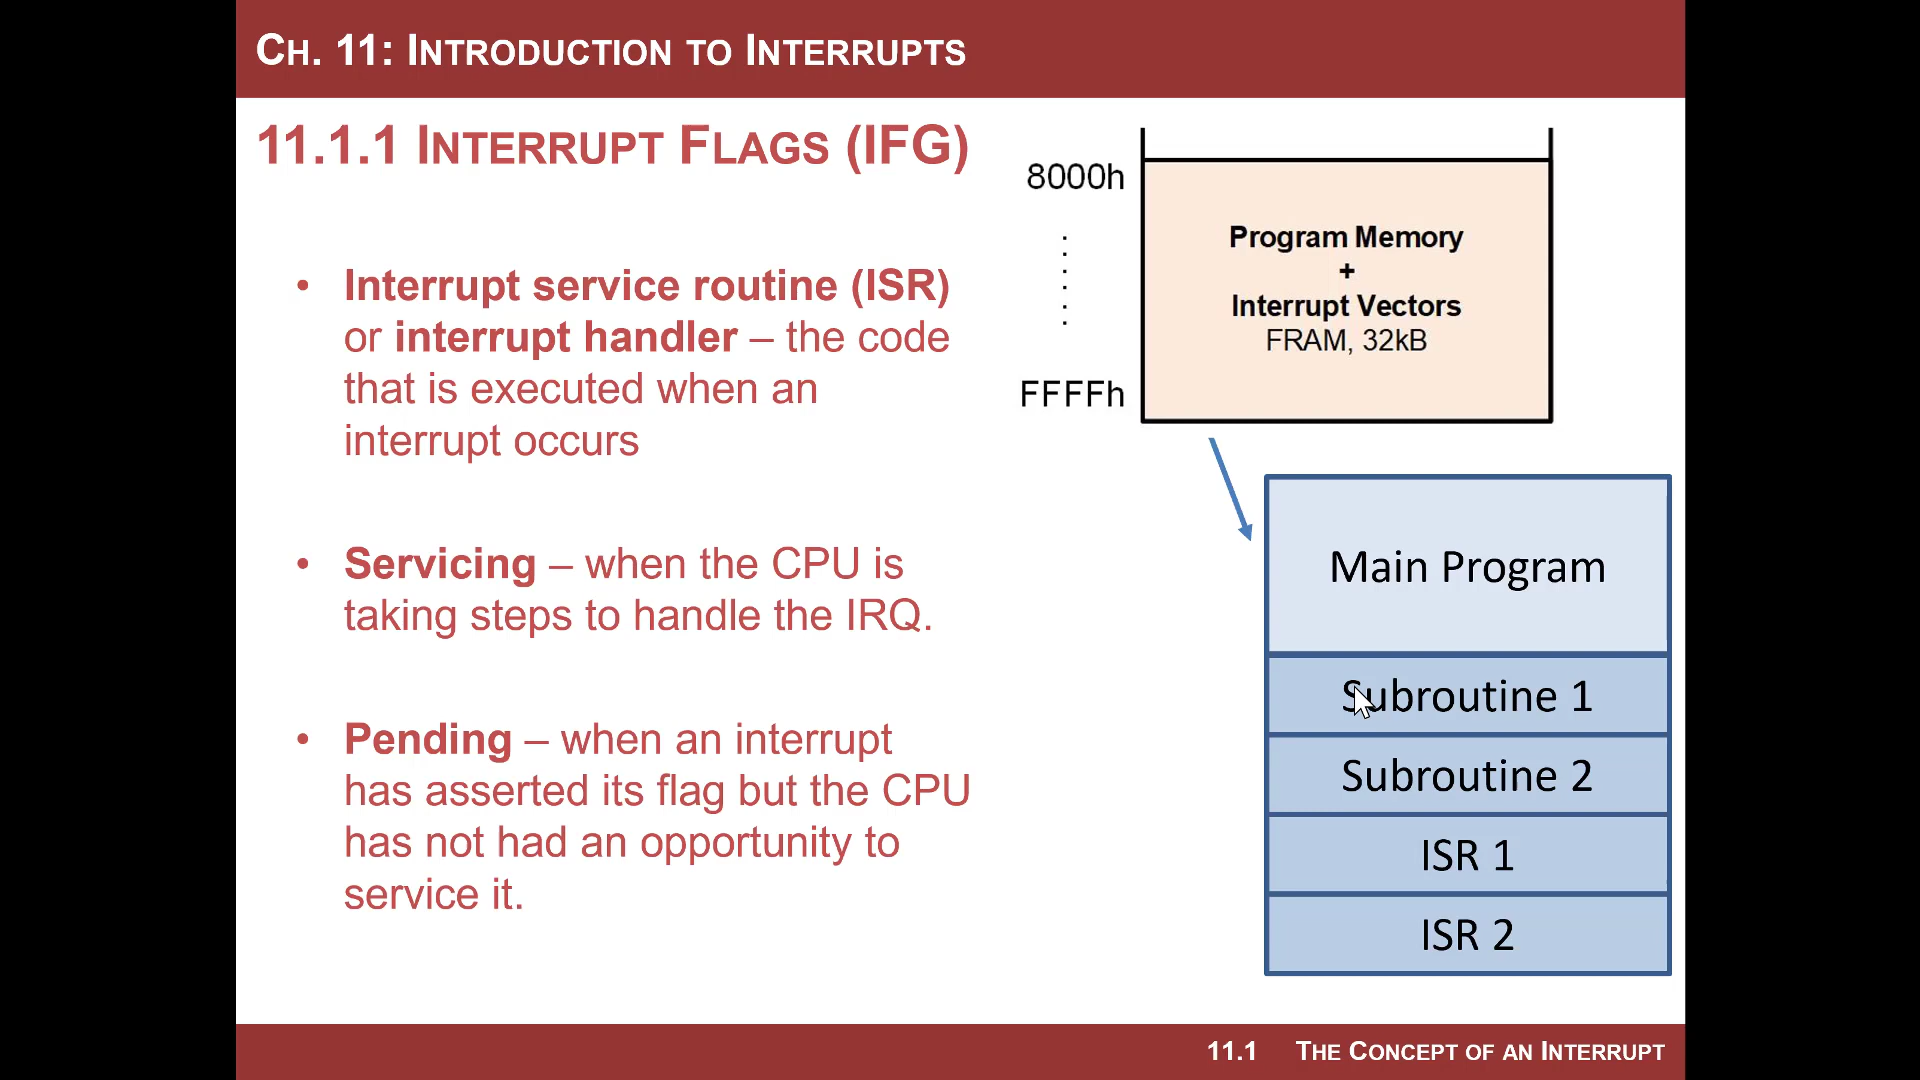 CH. 11: INTRODUCTION TO INTERRUPTS
11.1.1 INTERRUPT FLAGS (IFG)
• Interrupt service routine (ISR)
or interrupt handler – the code
that is executed when an
interrupt occurs
• Servicing – when the CPU is
taking steps to handle the IRQ.
• Pending – when an interrupt
has asserted its flag but the CPU
has not had an opportunity to
service it.
8000h
FFFFh
Program Memory
+
Interrupt Vectors
FRAM, 32kB
Main Program
Subroutine 1
Subroutine 2
ISR 1
ISR 2
11.1 THE CONCEPT OF AN INTERRUPT